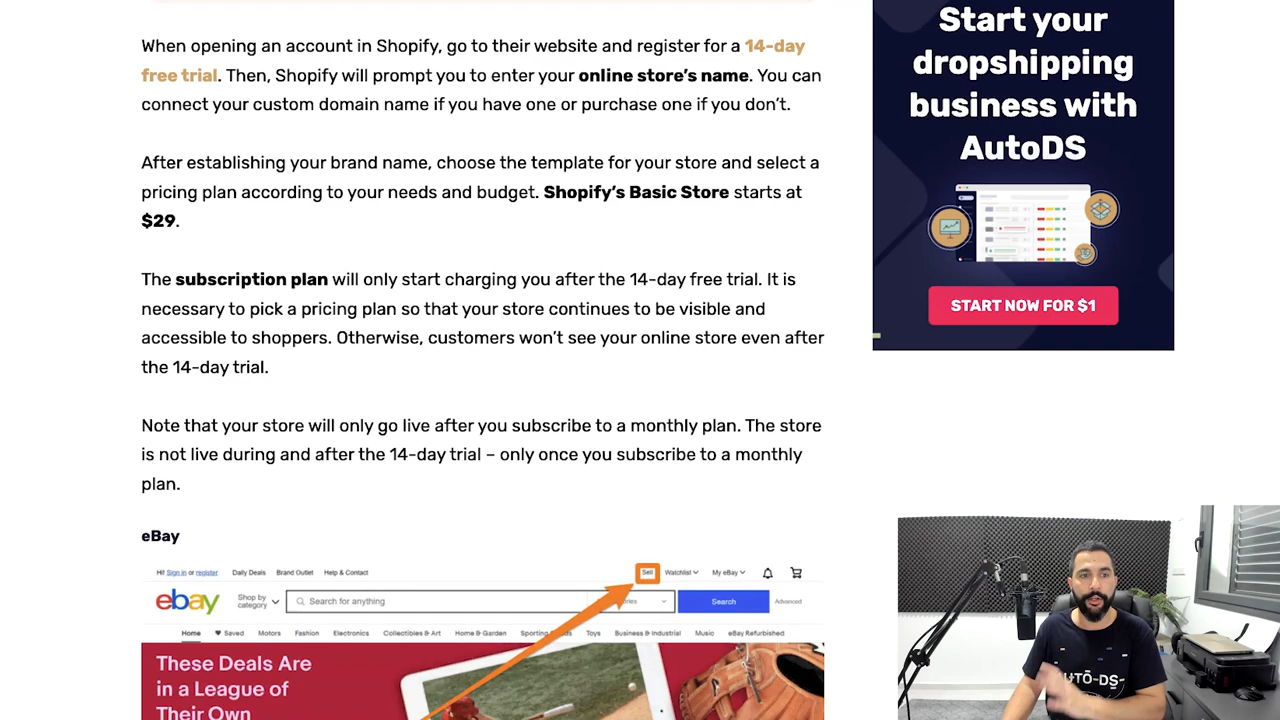 When opening an account in Shopify, go to their website and register for a 14-day
free trial. Then, Shopify will prompt you to enter your online store's name. You can
connect your custom domain name if you have one or purchase one if you don't.
After establishing your brand name, choose the template for your store and select a
pricing plan according to your needs and budget. Shopify's Basic Store starts at
$29.
The subscription plan will only start charging you after the 14-day free trial. It is
necessary to pick a pricing plan so that your store continues to be visible and
accessible to shoppers. Otherwise, customers won't see your online store even after
the 14-day trial.
Note that your store will only go live after you subscribe to a monthly plan. The store
is not live during and after the 14-day trial – only once you subscribe to a monthly
plan.
eBay
Hi! Sign in or register Daily Deals Brand Outlet Help & Contact Sell Watchlist My eBay
ebay Shop by category Search for anything Search Advanced
Home Saved Motors Fashion Electronics Collectibles & Art Home & Garden Sporting Toys Business & Industrial Music eBay Refurbished
These Deals Are
in a League of
Their Own
Start your
dropshipping
business with
AutoDS
START NOW FOR $1
AUTO-DS